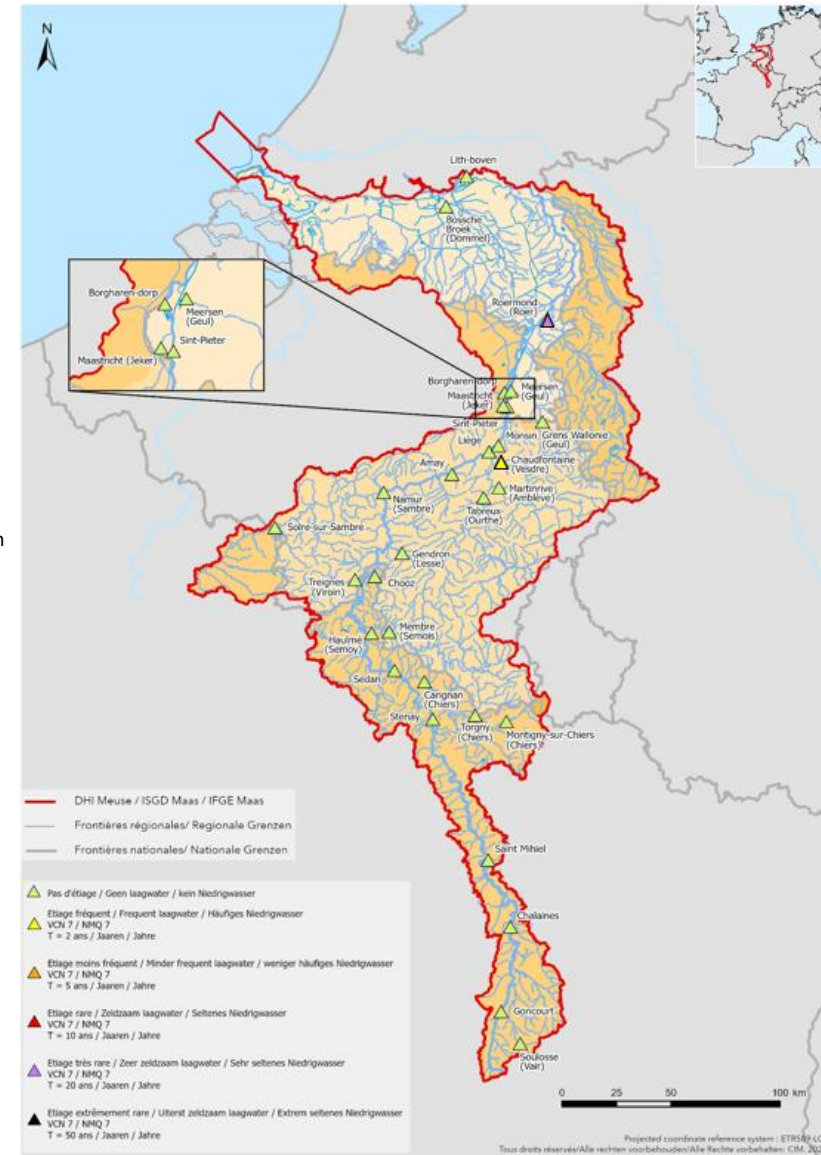 N
Lith-boven
Bossche
Broek
(Dommel)
Roermond
(Roer)
Borgharen-dorp
Meersen
(Geul)
Sint-Pieter
Maastricht (Jeker)
Borgharen-dorp
Meersen
(Geul)
Maastricht
(Jeker)
Sint-Pieter
Monsin
Grens Wallonie
(Geul)
Liège
Chaudfontaine
(Vesdre)
Amay
Martinrive
(Amblève)
Namur
(Sambre)
Tabreux
(Ourthe)
Solre-sur-Sambre
Gendron
(Lesse)
Treignes
(Viroin)
Chooz
Membre
(Semois)
Haulmé
(Semoy)
Sedan
Carignan
(Chiers)
Stenay
Torgny
(Chiers)
Montigny-sur-Chiers
(Chiers)
DHI Meuse / ISGD Maas / IFGE Maas
Frontières régionales/ Regionale Grenzen
Frontières nationales/ Nationale Grenzen
Saint Mihiel
Chalaines
Goncourt
Soulosse
(Vair)
Pas d'étiage / Geen laagwater / kein Niedrigwasser
Etiage fréquent / Frequent laagwater / Häufiges Niedrigwasser
VCN 7 / NMQ 7
T = 2 ans / Jaaren / Jahre
Etiage moins fréquent / Minder frequent laagwater / weniger häufiges Niedrigwasser
VCN 7 / NMQ 7
T = 5 ans / Jaaren / Jahre
Etiage rare / Zeldzaam laagwater / Seltenes Niedrigwasser
VCN 7 / NMQ 7
T = 10 ans / Jaaren / Jahre
Etiage très rare / Zeer zeldzaam laagwater / Sehr seltenes Niedrigwasser
VCN 7 / NMQ 7
T = 20 ans / Jaaren / Jahre
Etiage extrêmement rare / Uiterst zeldzaam laagwater / Extrem seltenes Niedrigwasser
VCN 7 / NMQ 7
T = 50 ans / Jaaren / Jahre
0 25 50 100 km
Projected coordinate reference system : ETRS89-LC
Tous droits réservés/Alle rechten voorbehouden/Alle Rechte vorbehalten: CIM,